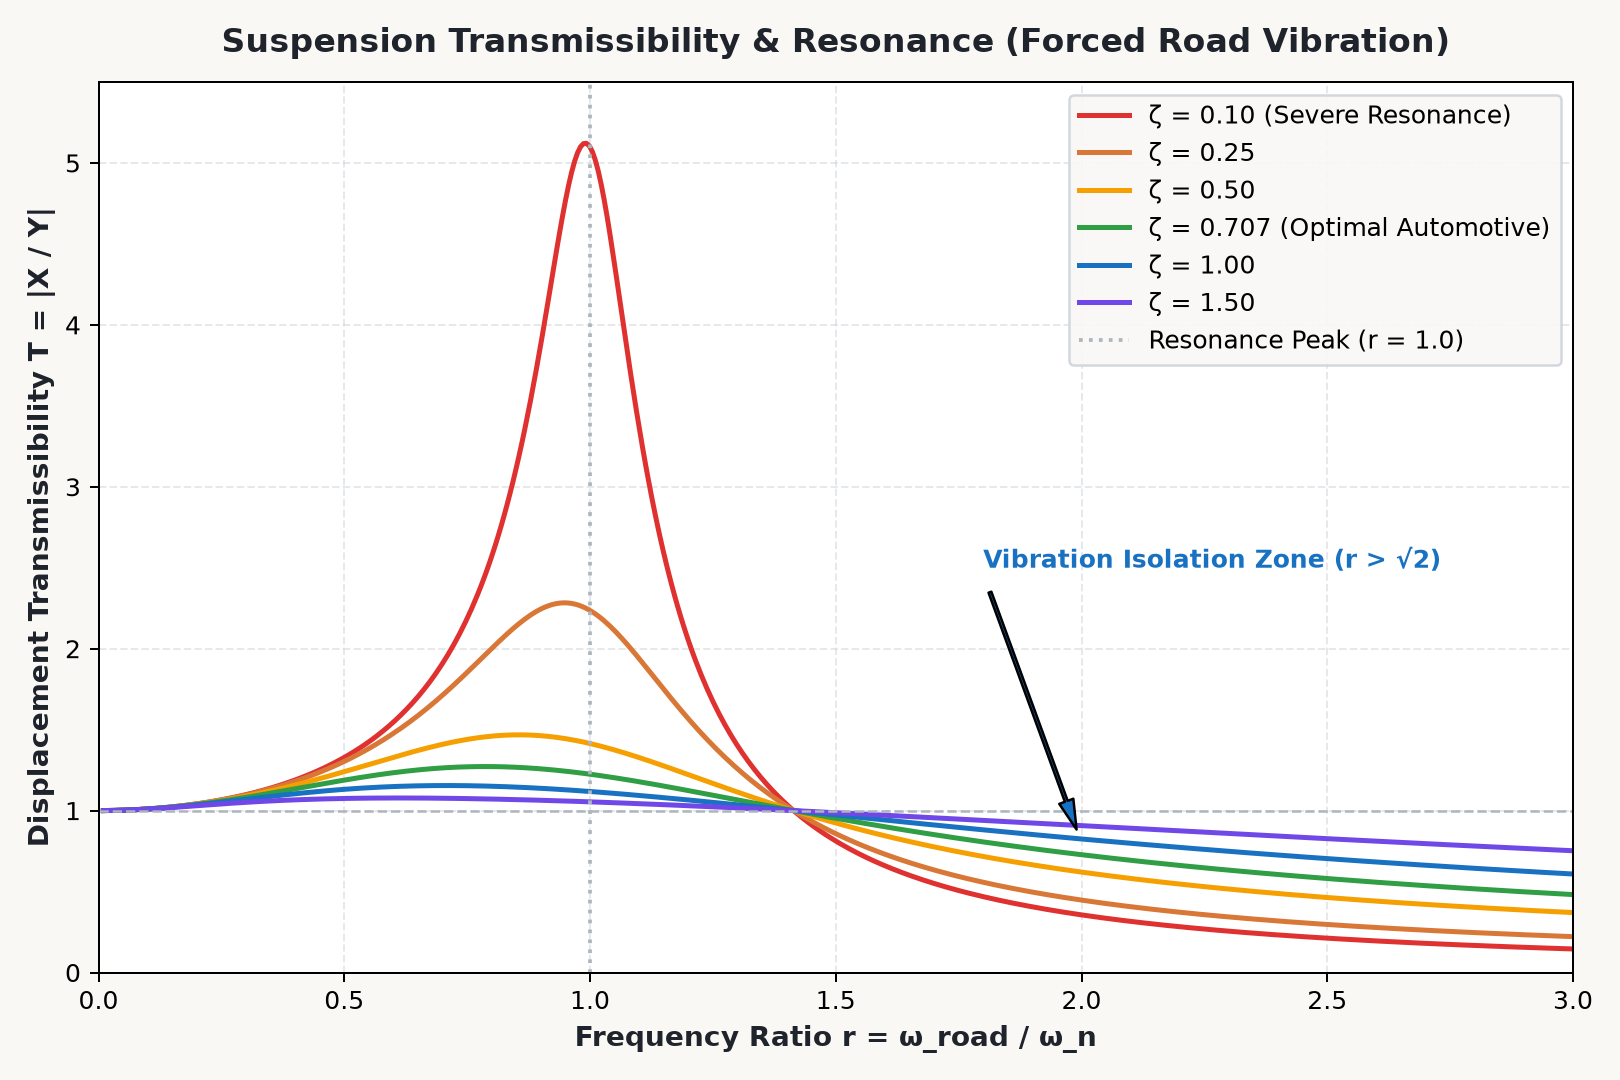 Suspension Transmissibility & Resonance (Forced Road Vibration)
Displacement Transmissibility T = |X / Y|
5
4
3
2
1
0
ζ = 0.10 (Severe Resonance)
ζ = 0.25
ζ = 0.50
ζ = 0.707 (Optimal Automotive)
ζ = 1.00
ζ = 1.50
Resonance Peak (r = 1.0)
Vibration Isolation Zone (r > √2)
0.0 0.5 1.0 1.5 2.0 2.5 3.0
Frequency Ratio r = ω_road / ω_n